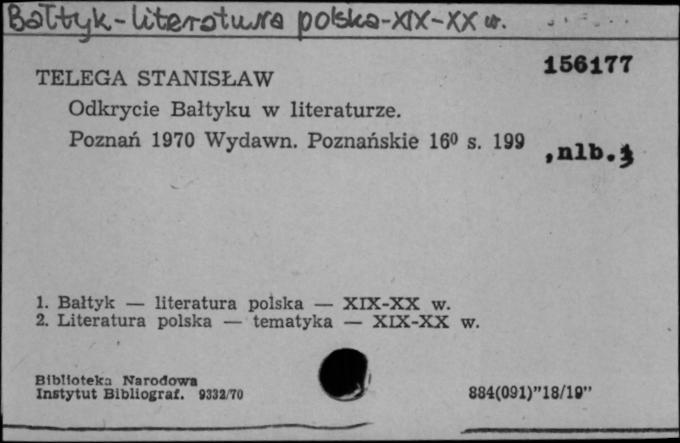 Bałtyk-literatura polska-XIX-XX w.
156177
TELEGA STANISŁAW
Odkrycie Bałtyku w literaturze.
Poznań 1970 Wydawn. Poznańskie 16⁰ s. 199 ,nlb.3
1. Bałtyk — literatura polska — XIX-XX w.
2. Literatura polska — tematyka — XIX-XX w.
Biblioteka Narodowa
Instytut Bibliograf. 9332/70
884(091)”18/19”